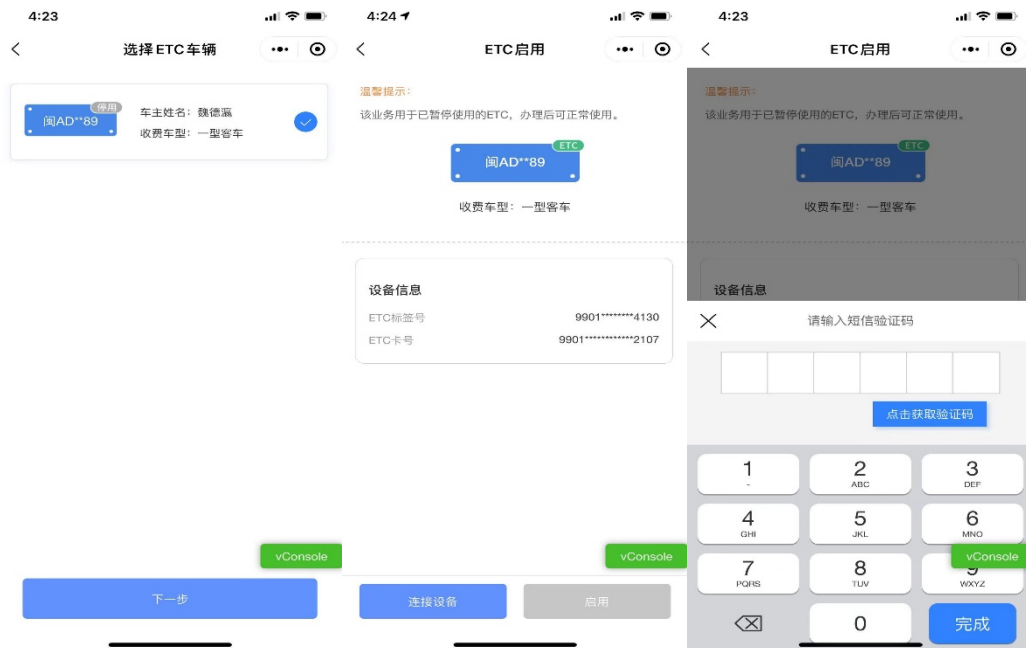 4:23
选择ETC车辆
停用
闽AD**89
车主姓名：魏德瀛
收费车型：一型客车
vConsole
下一步
4:24
ETC启用
温馨提示：
该业务用于已暂停使用的ETC，办理后可正常使用。
ETC
闽AD**89
收费车型：一型客车
设备信息
ETC标签号 9901********4130
ETC卡号 9901************2107
vConsole
连接设备 启用
4:23
ETC启用
温馨提示：
该业务用于已暂停使用的ETC，办理后可正常使用。
ETC
闽AD**89
收费车型：一型客车
设备信息
请输入短信验证码
点击获取验证码
1 2 3
- ABC DEF
4 5 6
GHI JKL MNO
vConsole
7 8 9
PQRS TUV WXYZ
0 完成